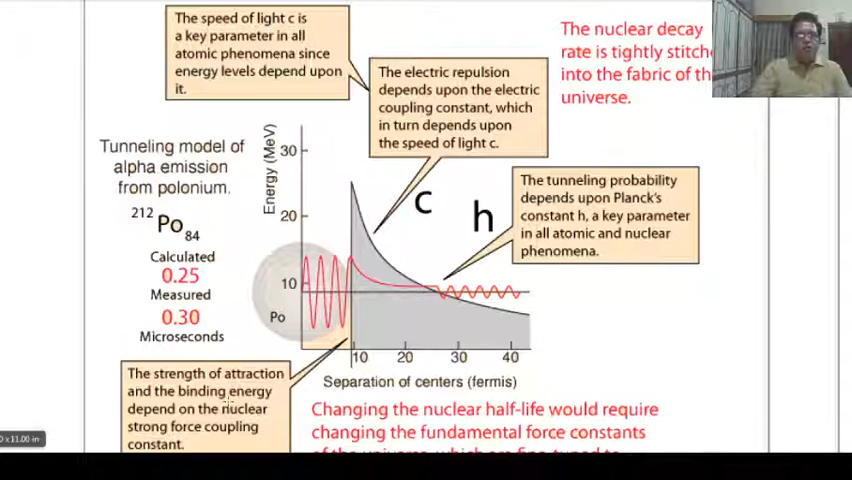 The speed of light c is
a key parameter in all
atomic phenomena since
energy levels depend upon
it.
The nuclear decay
rate is tightly
into the fabric of
universe.
The electric repulsion
depends upon the electric
coupling constant, which
in turn depends upon
the speed of light c.
Tunneling model of
alpha emission
from polonium.
212
Po
84
Calculated
0.25
Measured
0.30
Microseconds
Energy (MeV)
30
20
10
c
h
The tunneling probability
depends upon Planck's
constant h, a key parameter
in all atomic and nuclear
phenomena.
Po
10 20 30 40
Separation of centers (fermis)
The strength of attraction
and the binding energy
depend on the nuclear
strong force coupling
constant.
Changing the nuclear half-life would require
changing the fundamental force constants
x 11.00 in